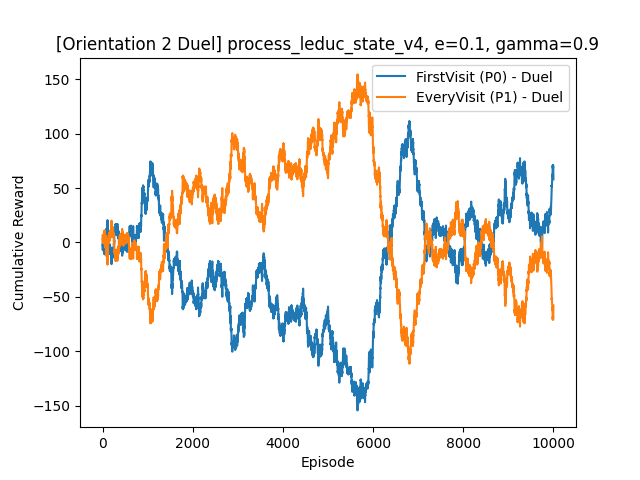 [Orientation 2 Duel] process_leduc_state_v4, e=0.1, gamma=0.9
FirstVisit (P0) - Duel
EveryVisit (P1) - Duel
150
100
50
0
−50
−100
−150
Cumulative Reward
0
2000
4000
6000
8000
10000
Episode